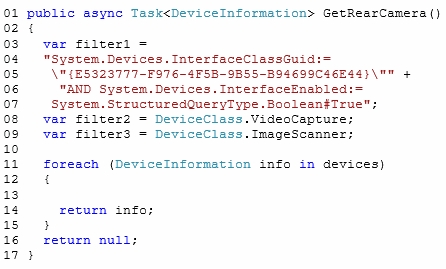 01 public async Task<DeviceInformation> GetRearCamera()
02 {
03   var filter1 =
04   "System.Devices.InterfaceClassGuid:=
05    \"{E5323777-F976-4F5B-9B55-B94699C46E44}\"" +
06     "AND System.Devices.InterfaceEnabled:=
07    System.StructuredQueryType.Boolean#True";
08   var filter2 = DeviceClass.VideoCapture;
09   var filter3 = DeviceClass.ImageScanner;
10
11   foreach (DeviceInformation info in devices)
12   {
13
14     return info;
15   }
16   return null;
17 }